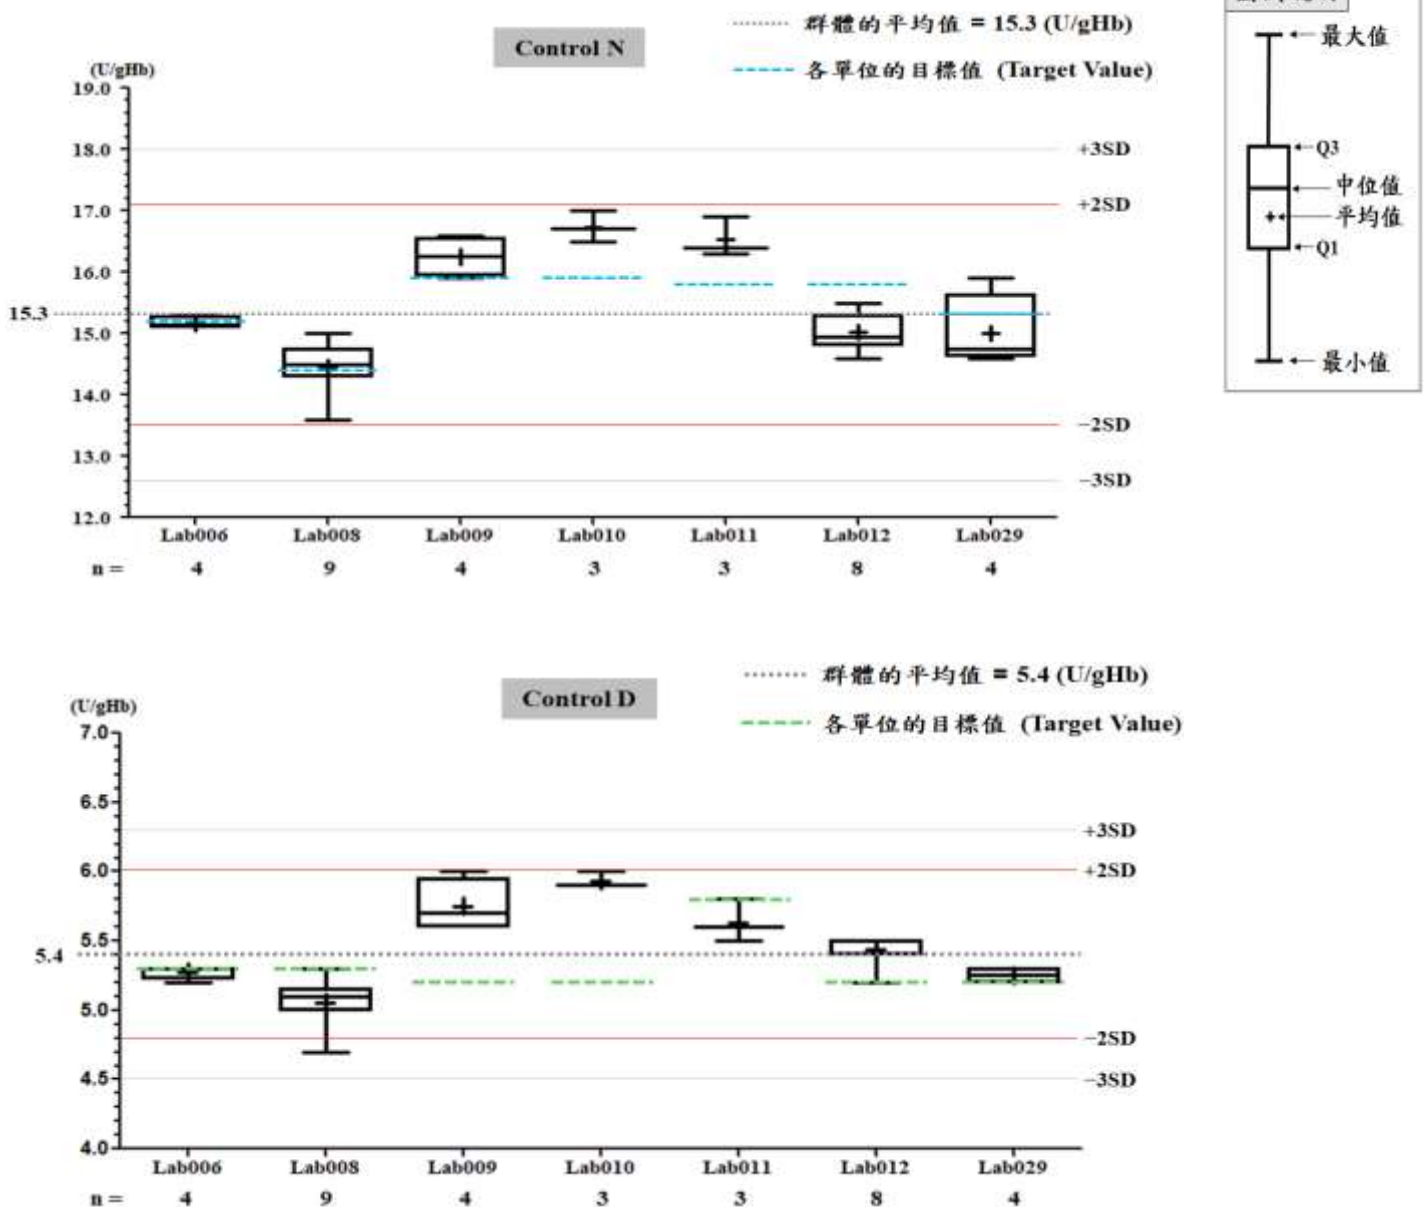 群體的平均值 = 15.3 (U/gHb)
Control N
各單位的目標值 (Target Value)
(U/gHb)
19.0
18.0
+3SD
17.0
+2SD
16.0
15.3
15.0
14.0
−2SD
13.0
−3SD
12.0
Lab006 Lab008 Lab009 Lab010 Lab011 Lab012 Lab029
n = 4 9 4 3 3 8 4
最大值
Q3
中位值
平均值
Q1
最小值
群體的平均值 = 5.4 (U/gHb)
Control D
各單位的目標值 (Target Value)
(U/gHb)
7.0
6.5
+3SD
6.0
+2SD
5.5
5.4
5.0
−2SD
4.5
−3SD
4.0
Lab006 Lab008 Lab009 Lab010 Lab011 Lab012 Lab029
n = 4 9 4 3 3 8 4